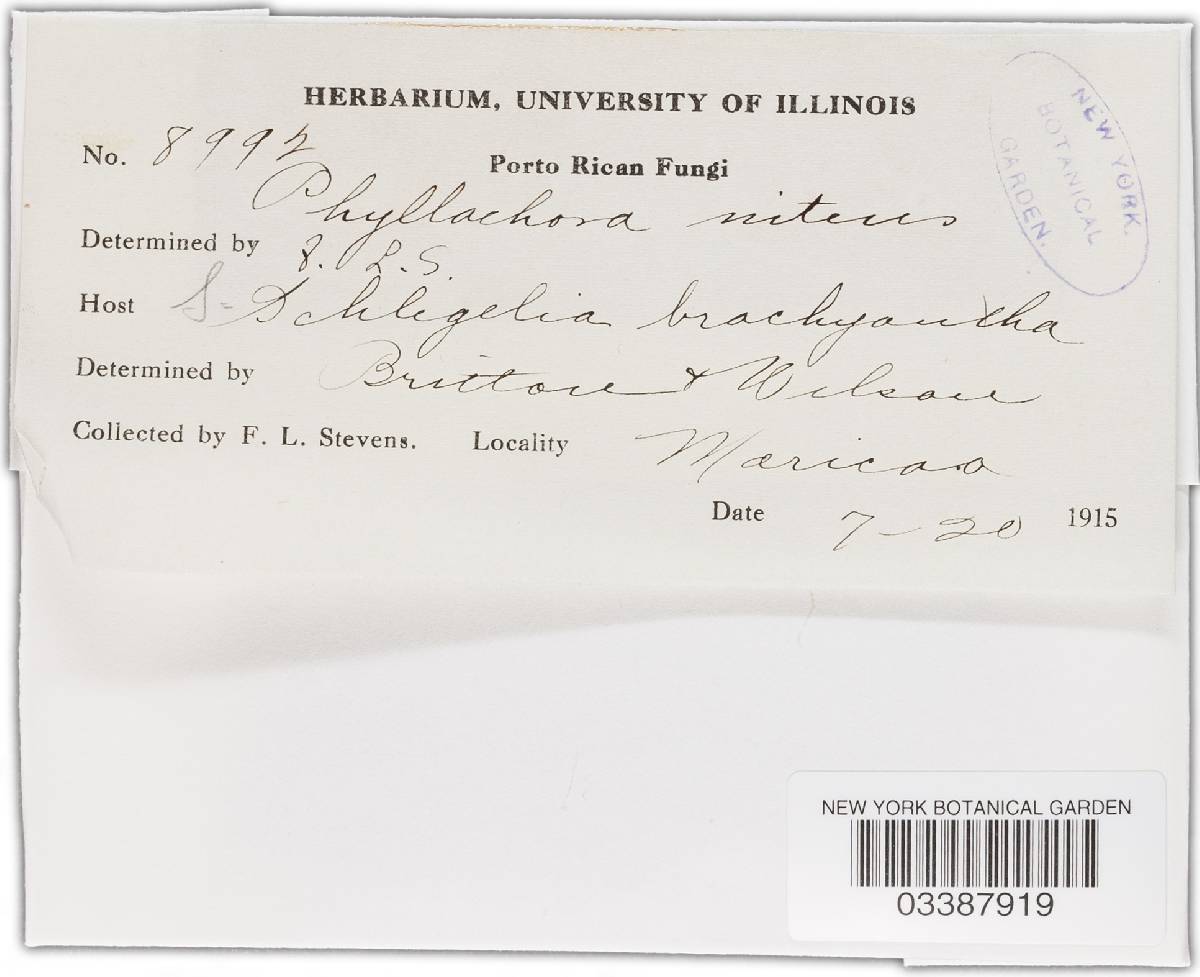 HERBARIUM, UNIVERSITY OF ILLINOIS
No. 8992
Porto Rican Fungi
Phyllachora nitens
Determined by F. L. S.
Host S- Schlegelia brachyantha
Determined by Britton & Wilson
Collected by F. L. Stevens. Locality Maricao
Date 7-20 1915
NEW YORK
BOTANICAL
GARDEN.
NEW YORK BOTANICAL GARDEN
03387919